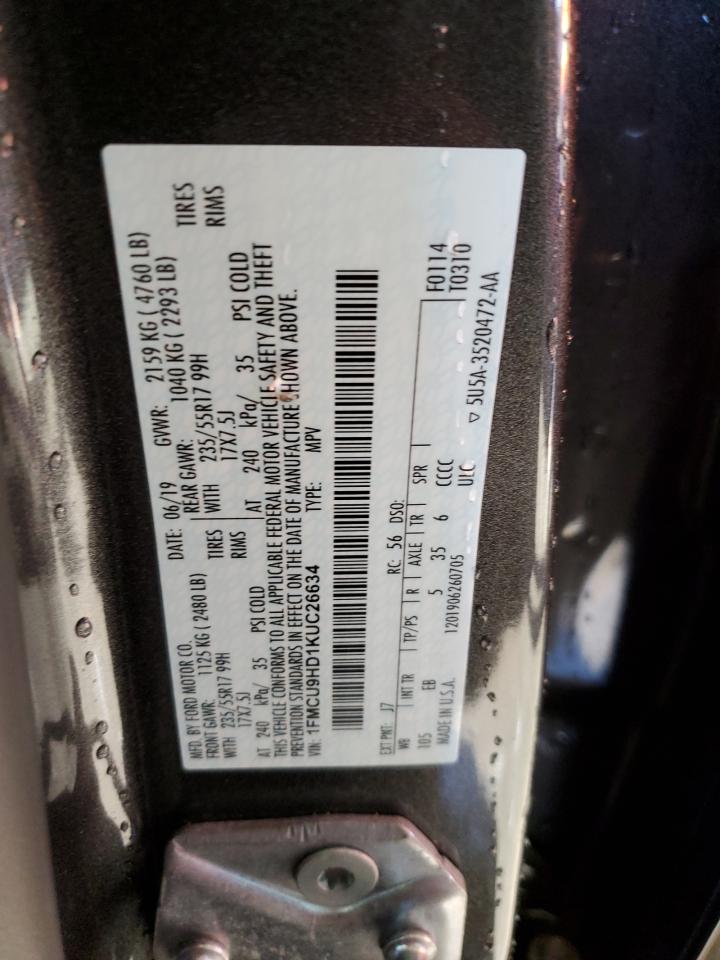 MFD. BY FORD MOTOR CO. DATE: 06/19 GVWR: 2159 KG ( 4760 LB)
FRONT GAWR: 1125 KG ( 2480 LB) REAR GAWR: 1040 KG ( 2293 LB)
WITH 235/55R17 99H TIRES WITH 235/55R17 99H TIRES
17X7.5J RIMS 17X7.5J RIMS
AT 240 kPa/ 35 PSI COLD AT 240 kPa/ 35 PSI COLD
THIS VEHICLE CONFORMS TO ALL APPLICABLE FEDERAL MOTOR VEHICLE SAFETY AND THEFT
PREVENTION STANDARDS IN EFFECT ON THE DATE OF MANUFACTURE SHOWN ABOVE.
VIN: 1FMCU9HD1KUC26634 TYPE: MPV
EXT PNT: J7 RC: 56 DSO: F0114
WB INT TR TP/PS R AXLE TR SPR T0310
105 EB 5 35 6 CCCC
MADE IN U.S.A. 1201906260705 ULC ▽ 5U5A-3520472-AA